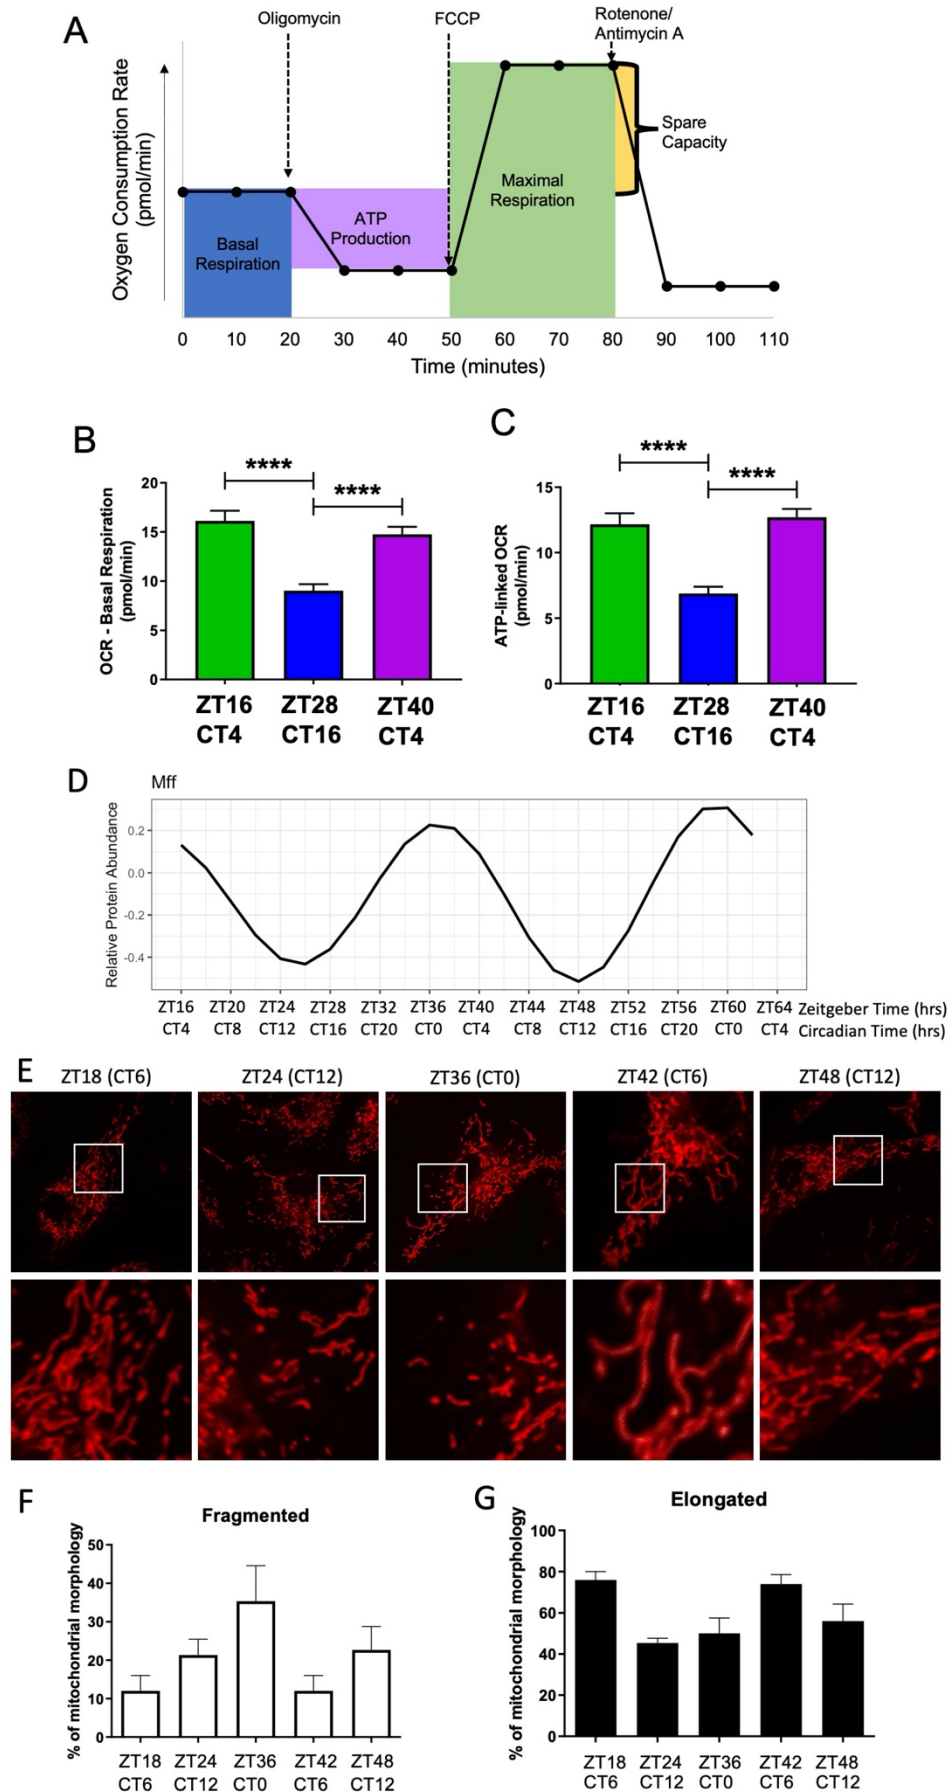 A
Oligomycin
FCCP
Rotenone/
Antimycin A
Oxygen Consumption Rate
(pmol/min)
Basal
Respiration
ATP
Production
Maximal
Respiration
Spare
Capacity
0 10 20 30 40 50 60 70 80 90 100 110
Time (minutes)
B
OCR - Basal Respiration
(pmol/min)
20
15
10
5
0
****
****
ZT16 ZT28 ZT40
CT4 CT16 CT4
C
ATP-linked OCR
(pmol/min)
15
10
5
0
****
****
ZT16 ZT28 ZT40
CT4 CT16 CT4
D
Mff
Relative Protein Abundance
0.2
0.0
-0.2
-0.4
ZT16 ZT20 ZT24 ZT28 ZT32 ZT36 ZT40 ZT44 ZT48 ZT52 ZT56 ZT60 ZT64 Zeitgeber Time (hrs)
CT4 CT8 CT12 CT16 CT20 CT0 CT4 CT8 CT12 CT16 CT20 CT0 CT4 Circadian Time (hrs)
E
ZT18 (CT6) ZT24 (CT12) ZT36 (CT0) ZT42 (CT6) ZT48 (CT12)
F
Fragmented
% of mitochondrial morphology
50
40
30
20
10
0
ZT18 ZT24 ZT36 ZT42 ZT48
CT6 CT12 CT0 CT6 CT12
G
Elongated
% of mitochondrial morphology
100
80
60
40
20
0
ZT18 ZT24 ZT36 ZT42 ZT48
CT6 CT12 CT0 CT6 CT12